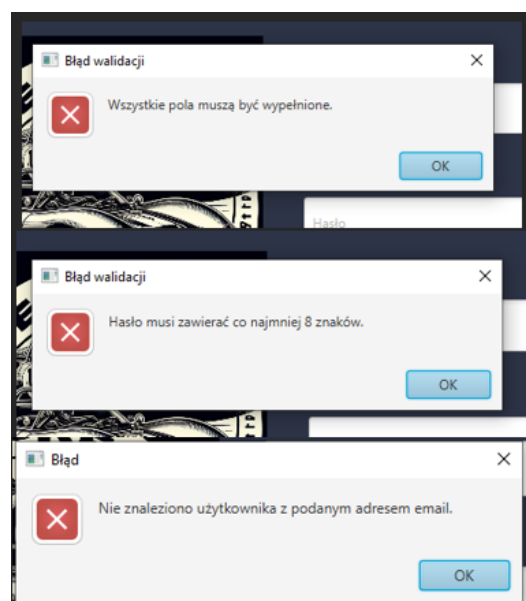 Błąd walidacji
Wszystkie pola muszą być wypełnione.
OK
Hasło
Błąd walidacji
Hasło musi zawierać co najmniej 8 znaków.
OK
Błąd
Nie znaleziono użytkownika z podanym adresem email.
OK